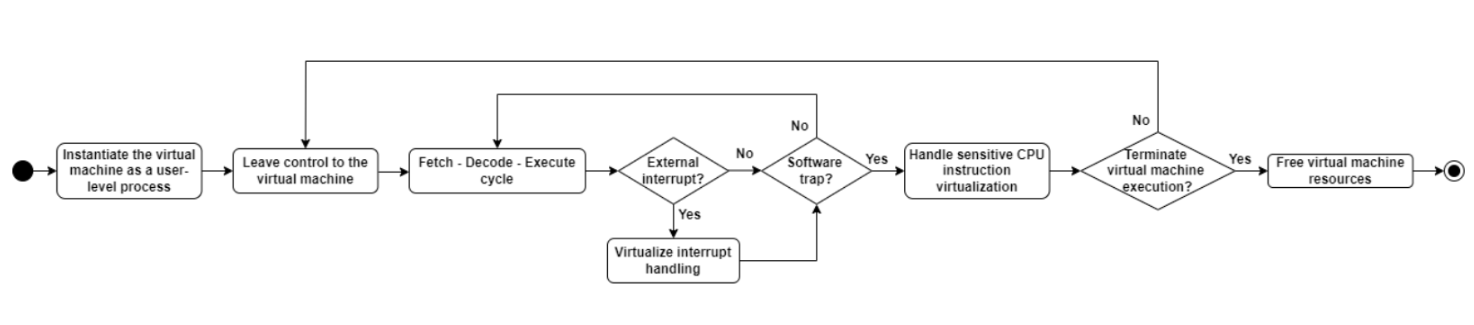 Instantiate the virtual
machine as a user-
level process
Leave control to the
virtual machine
Fetch - Decode - Execute
cycle
External
interrupt?
No
Yes
Virtualize interrupt
handling
Software
trap?
No
Yes
Handle sensitive CPU
instruction
virtualization
Terminate
virtual machine
execution?
No
Yes
Free virtual machine
resources